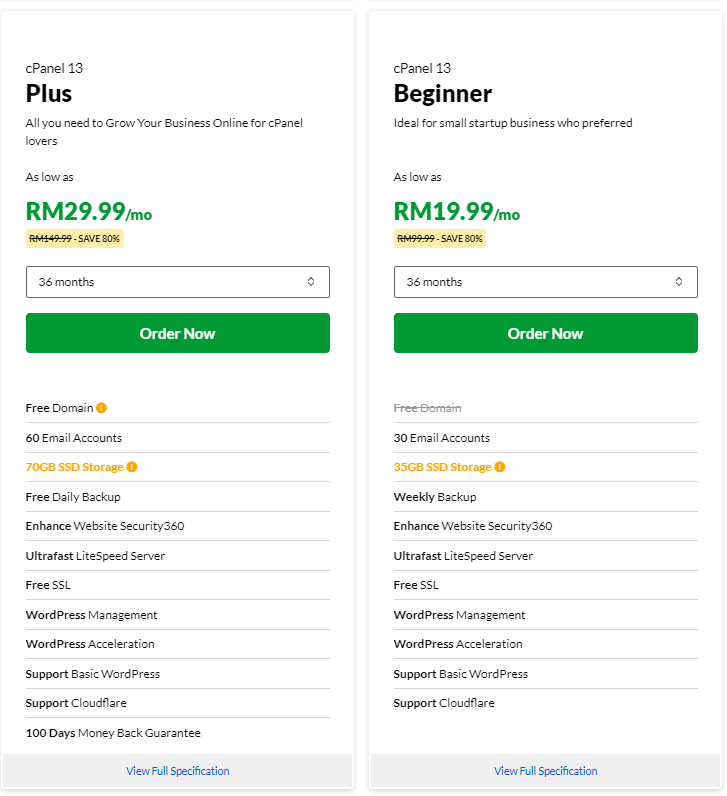 cPanel 13
Plus
All you need to Grow Your Business Online for cPanel
lovers
As low as
RM29.99/mo
RM149.99 - SAVE 80%
36 months
Order Now
Free Domain
60 Email Accounts
70GB SSD Storage
Free Daily Backup
Enhance Website Security360
Ultrafast LiteSpeed Server
Free SSL
WordPress Management
WordPress Acceleration
Support Basic WordPress
Support Cloudflare
100 Days Money Back Guarantee
View Full Specification
cPanel 13
Beginner
Ideal for small startup business who preferred
As low as
RM19.99/mo
RM99.99 - SAVE 80%
36 months
Order Now
Free Domain
30 Email Accounts
35GB SSD Storage
Weekly Backup
Enhance Website Security360
Ultrafast LiteSpeed Server
Free SSL
WordPress Management
WordPress Acceleration
Support Basic WordPress
Support Cloudflare
View Full Specification